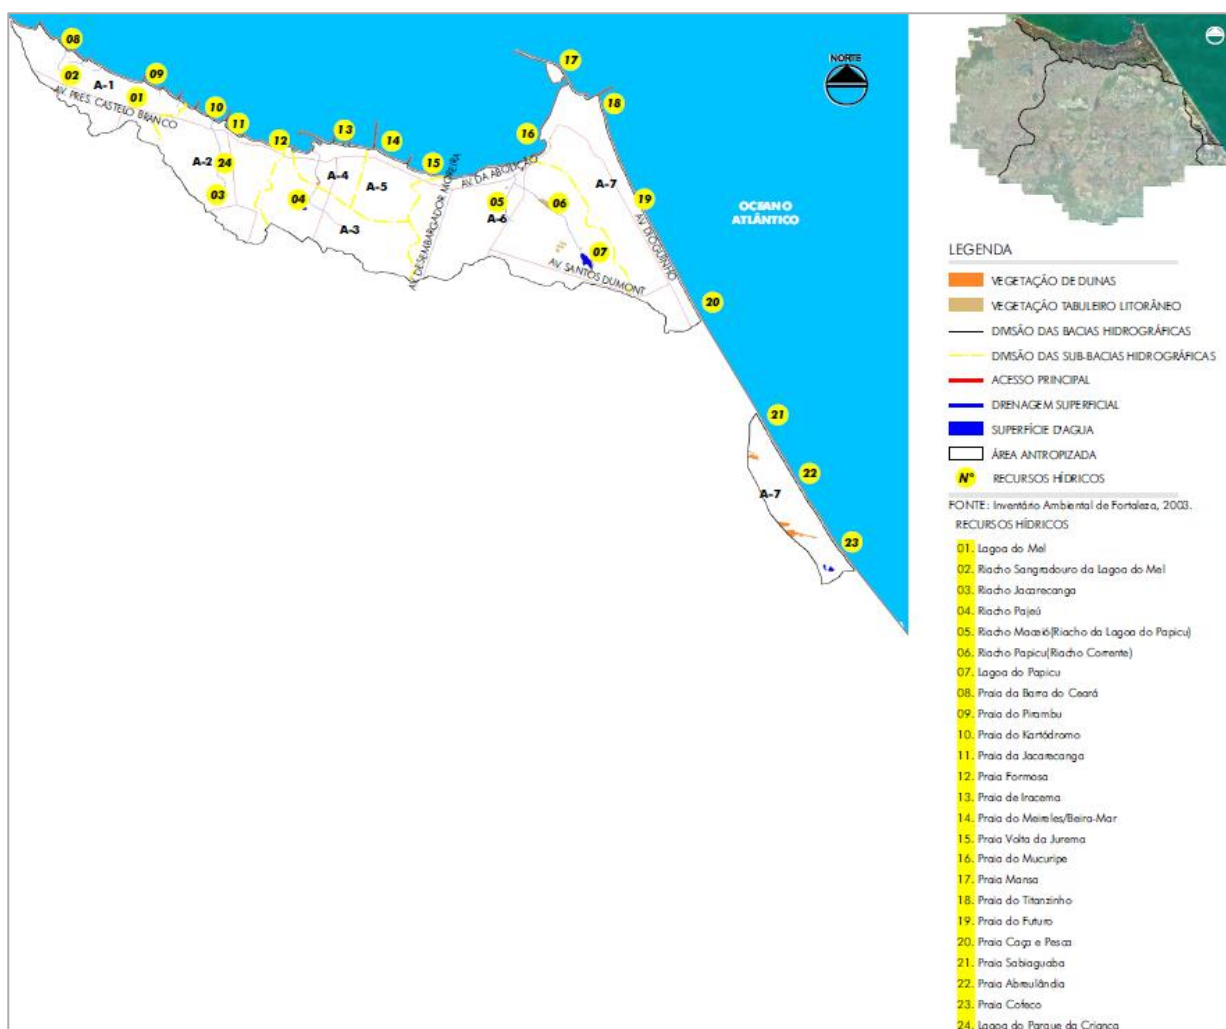 08
17
NORTE
02
A-1
09
01
AV. PRES. CASTELO BRANCO
10
11
18
12
13
14
15
16
A-2
24
A-4
A-5
AV. DESEMBARGADOR MOREIRA
AV. DA ABOLIÇÃO
A-7
03
04
A-3
05
A-6
06
19
OCEANO
ATLÂNTICO
AV. DIOGUINHO
07
AV. SANTOS DUMONT
20
21
A-7
22
23
LEGENDA
VEGETAÇÃO DE DUNAS
VEGETAÇÃO TABULEIRO LITORÂNEO
DIVISÃO DAS BACIAS HIDROGRÁFICAS
DIVISÃO DAS SUB-BACIAS HIDROGRÁFICAS
ACESSO PRINCIPAL
DRENAGEM SUPERFICIAL
SUPERFÍCIE D'AGUA
ÁREA ANTROPIZADA
Nº RECURSOS HÍDRICOS
FONTE: Inventário Ambiental de Fortaleza, 2003.
RECURSOS HÍDRICOS
01. Lagoa do Mel
02. Riacho Sangradouro da Lagoa do Mel
03. Riacho Jacarecanga
04. Riacho Pajeú
05. Riacho Maceió(Riacho da Lagoa do Papicu)
06. Riacho Papicu(Riacho Corrente)
07. Lagoa do Papicu
08. Praia da Barra do Ceará
09. Praia do Pirambu
10. Praia do Kartódromo
11. Praia da Jacarecanga
12. Praia Formosa
13. Praia de Iracema
14. Praia do Meireles/Beira-Mar
15. Praia Volta da Jurema
16. Praia do Mucuripe
17. Praia Mansa
18. Praia do Titanzinho
19. Praia do Futuro
20. Praia Caça e Pesca
21. Praia Sabiaguaba
22. Praia Abreulândia
23. Praia Cofeco
24. Lagoa do Parque da Criança